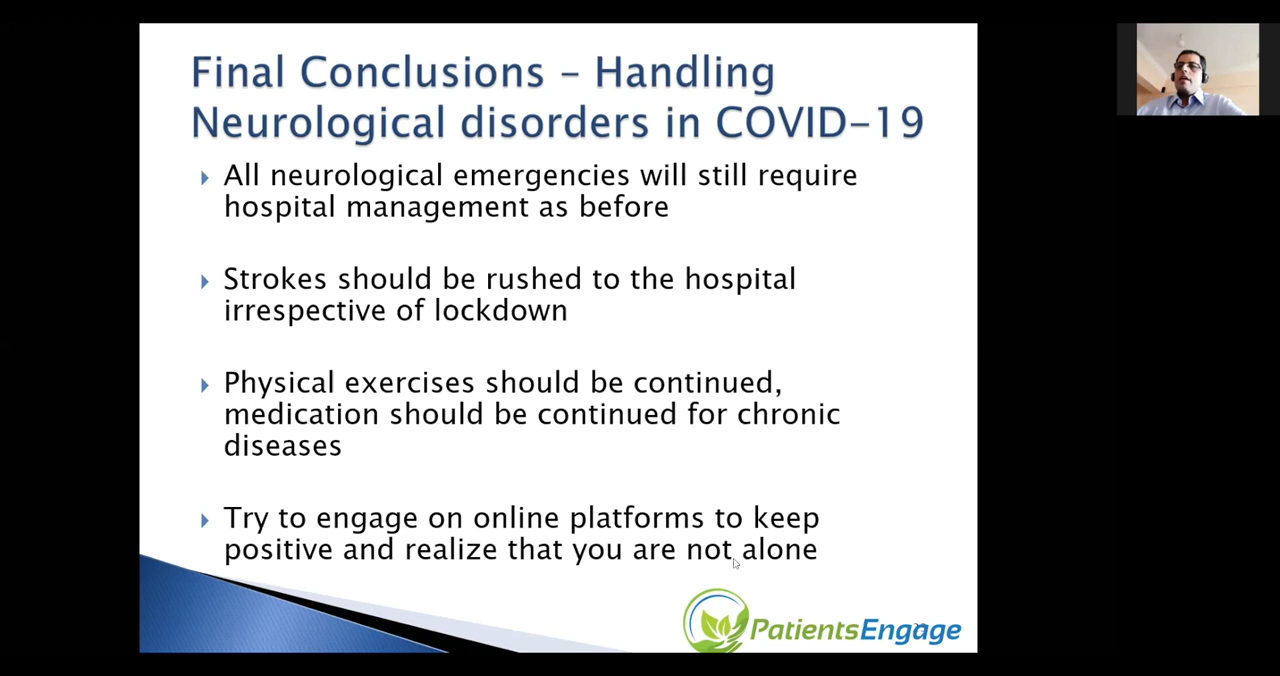 Final Conclusions – Handling
Neurological disorders in COVID-19
All neurological emergencies will still require
hospital management as before
Strokes should be rushed to the hospital
irrespective of lockdown
Physical exercises should be continued,
medication should be continued for chronic
diseases
Try to engage on online platforms to keep
positive and realize that you are not alone
PatientsEngage